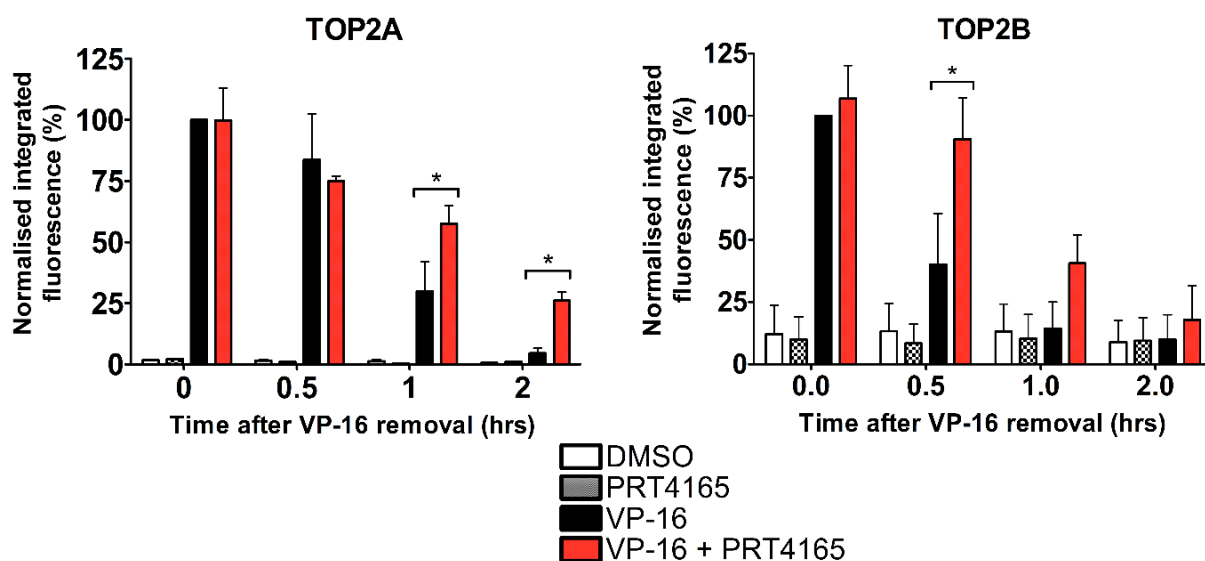 TOP2A
Normalised integrated
fluorescence (%)
125
100
75
50
25
0
*
*
0 0.5 1 2
Time after VP-16 removal (hrs)
TOP2B
Normalised integrated
fluorescence (%)
125
100
75
50
25
0
*
0.0 0.5 1.0 2.0
Time after VP-16 removal (hrs)
DMSO
PRT4165
VP-16
VP-16 + PRT4165